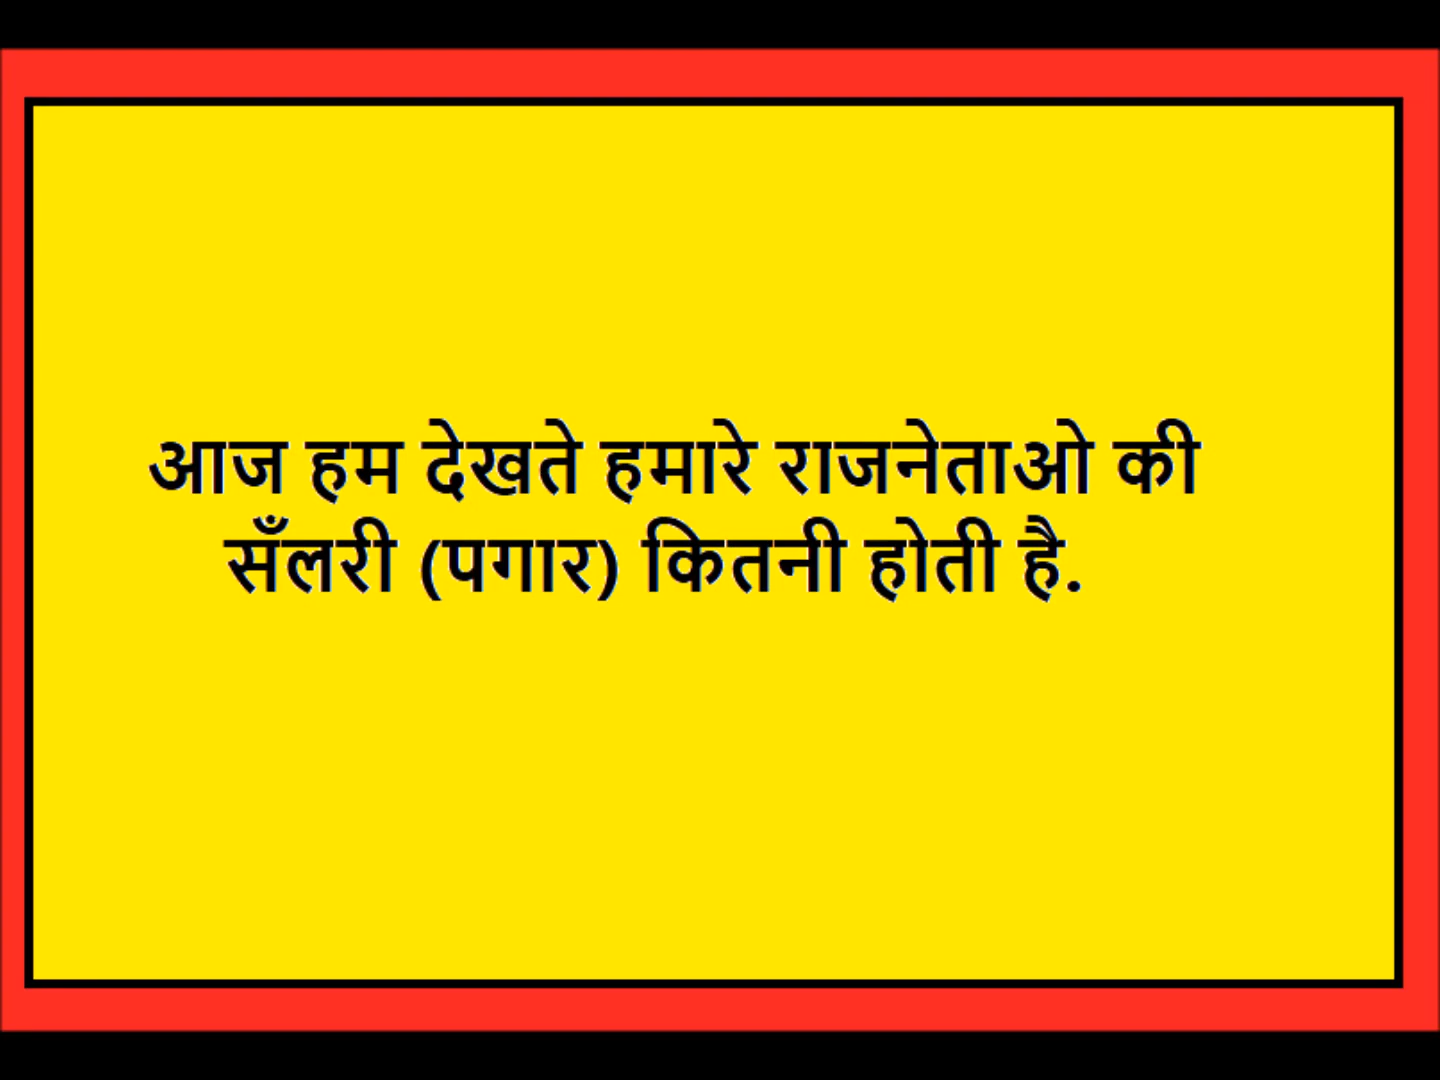 आज हम देखते हमारे राजनेताओ की
सँलरी (पगार) कितनी होती है.